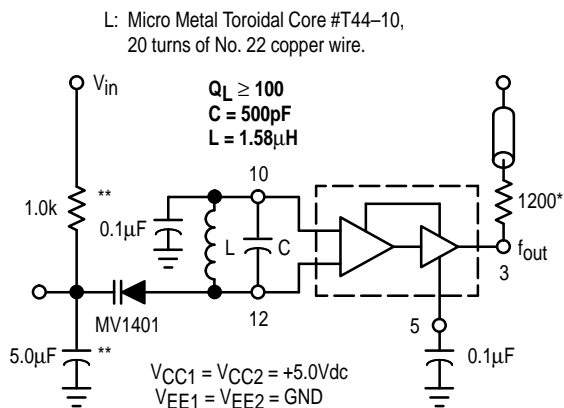 L: Micro Metal Toroidal Core #T44–10,
20 turns of No. 22 copper wire.
Vin
QL ≥ 100
C = 500pF
L = 1.58μH
10
1.0k
**
0.1μF
L
C
1200*
fout
3
MV1401
12
5
5.0μF
**
0.1μF
VCC1 = VCC2 = +5.0Vdc
VEE1 = VEE2 = GND